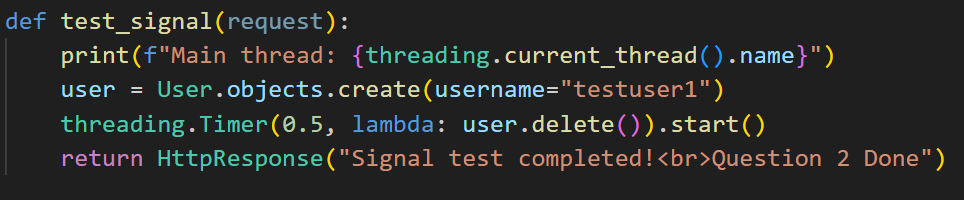 def test_signal(request):
    print(f"Main thread: {threading.current_thread().name}")
    user = User.objects.create(username="testuser1")
    threading.Timer(0.5, lambda: user.delete()).start()
    return HttpResponse("Signal test completed!<br>Question 2 Done")